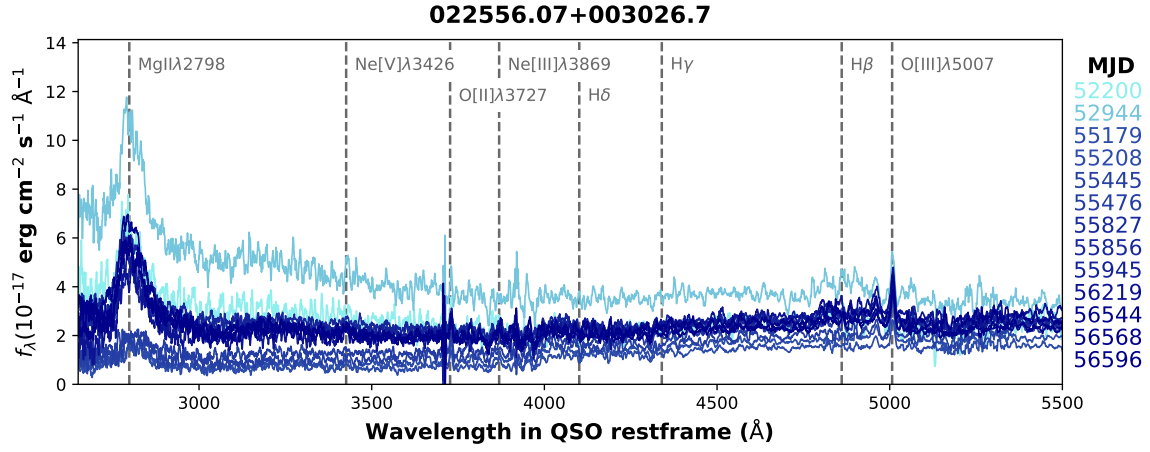 022556.07+003026.7
fλ(10⁻¹⁷ erg cm⁻² s⁻¹ Å⁻¹
14
12
10
8
6
4
2
0
MgIIλ2798
Ne[V]λ3426
O[II]λ3727
Ne[III]λ3869
Hδ
Hγ
Hβ
O[III]λ5007
3000
3500
4000
4500
5000
5500
Wavelength in QSO restframe (Å)
MJD
52200
52944
55179
55208
55445
55476
55827
55856
55945
56219
56544
56568
56596